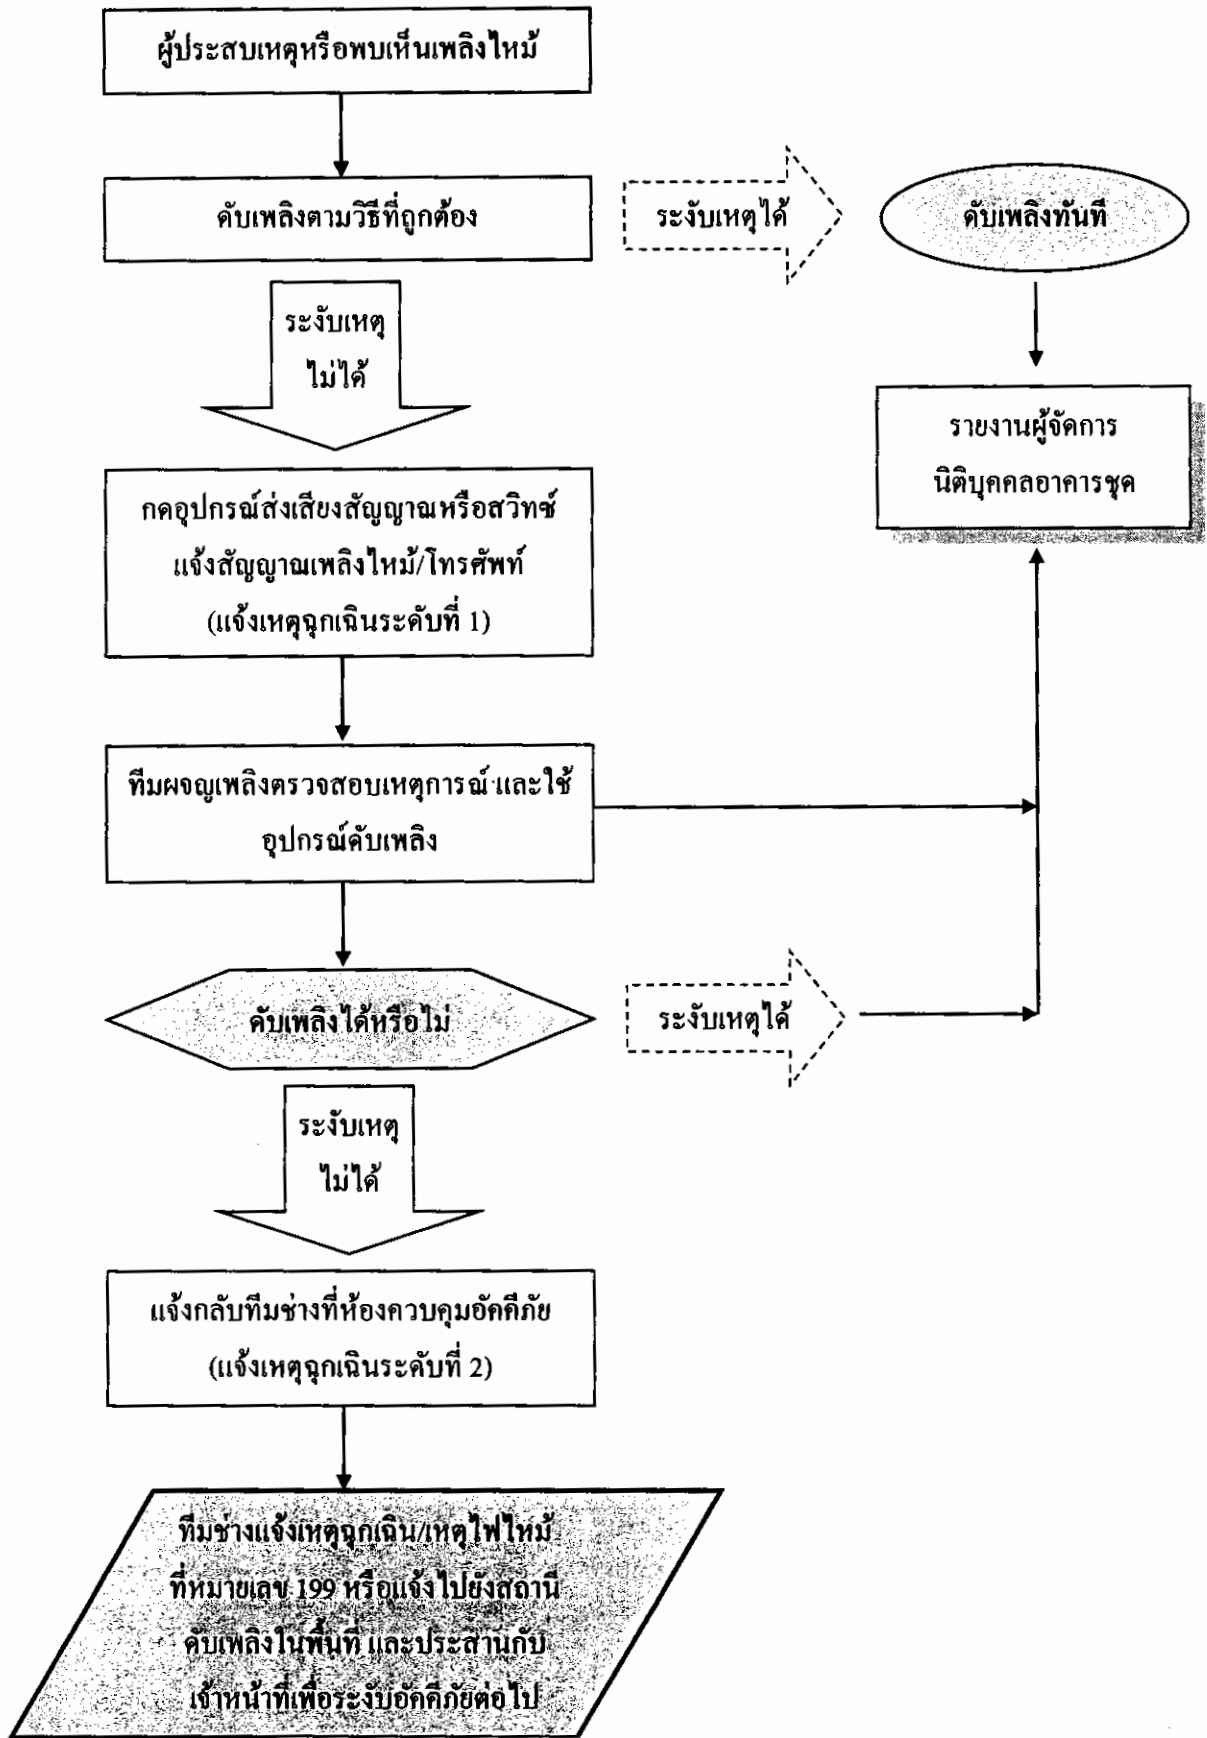 ผู้ประสบเหตุหรือพบเห็นเพลิงไหม้
ดับเพลิงตามวิธีที่ถูกต้อง
ระงับเหตุได้
ดับเพลิงทันที
ระงับเหตุ
ไม่ได้
รายงานผู้จัดการ
นิติบุคคลอาคารชุด
กดอุปกรณ์ส่งเสียงสัญญาณหรือสวิทซ์
แจ้งสัญญาณเพลิงไหม้/โทรศัพท์
(แจ้งเหตุฉุกเฉินระดับที่ 1)
ทีมผจญเพลิงตรวจสอบเหตุการณ์ และใช้
อุปกรณ์ดับเพลิง
ดับเพลิงได้หรือไม่
ระงับเหตุได้
ระงับเหตุ
ไม่ได้
แจ้งกลับทีมช่างที่ห้องควบคุมอัคคีภัย
(แจ้งเหตุฉุกเฉินระดับที่ 2)
ทีมช่างแจ้งเหตุฉุกเฉิน/เหตุไฟไหม้
ที่หมายเลข 199 หรือแจ้งไปยังสถานี
ดับเพลิงในพื้นที่ และประสานกับ
เจ้าหน้าที่เพื่อระงับอัคคีภัยต่อไป